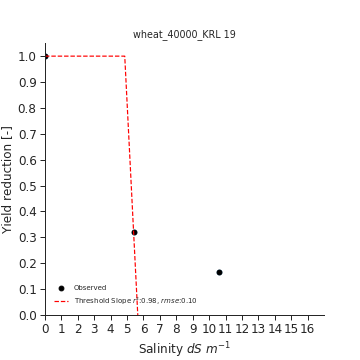 wheat_40000_KRL 19
Yield reduction [-]
1.0
0.9
0.8
0.7
0.6
0.5
0.4
0.3
0.2
0.1
0.0
Observed
Threshold Slope r²:0.98, rmse:0.10
0 1 2 3 4 5 6 7 8 9 10 11 12 13 14 15 16
Salinity dS m⁻¹